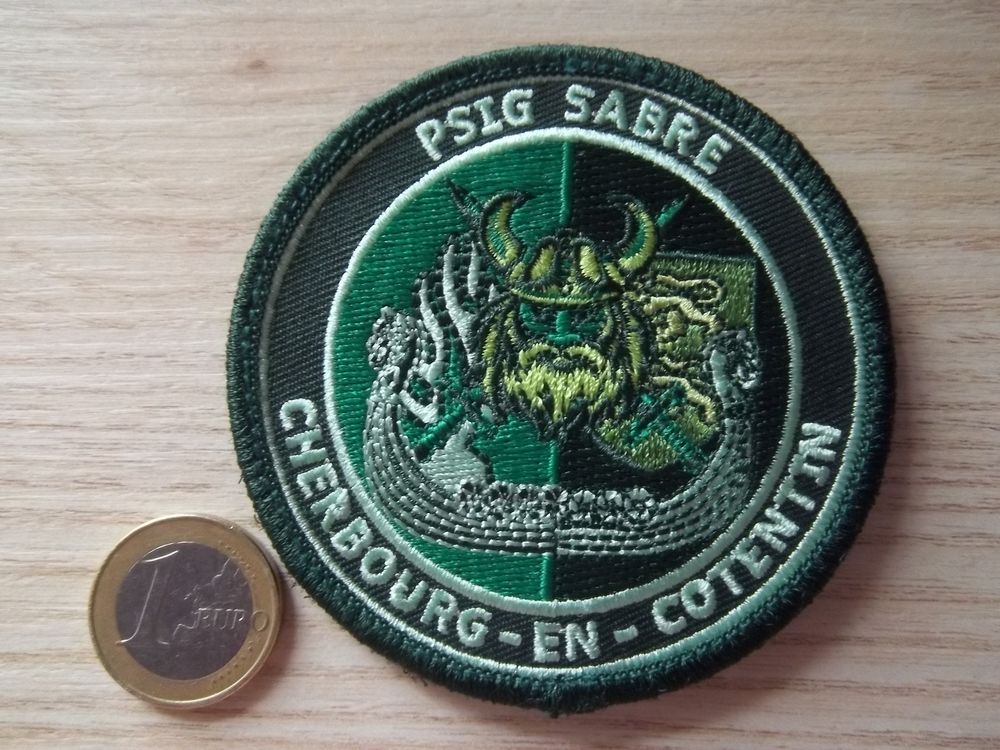 PSIG SABRE
CHERBOURG - EN - COTENTIN
1 EURO